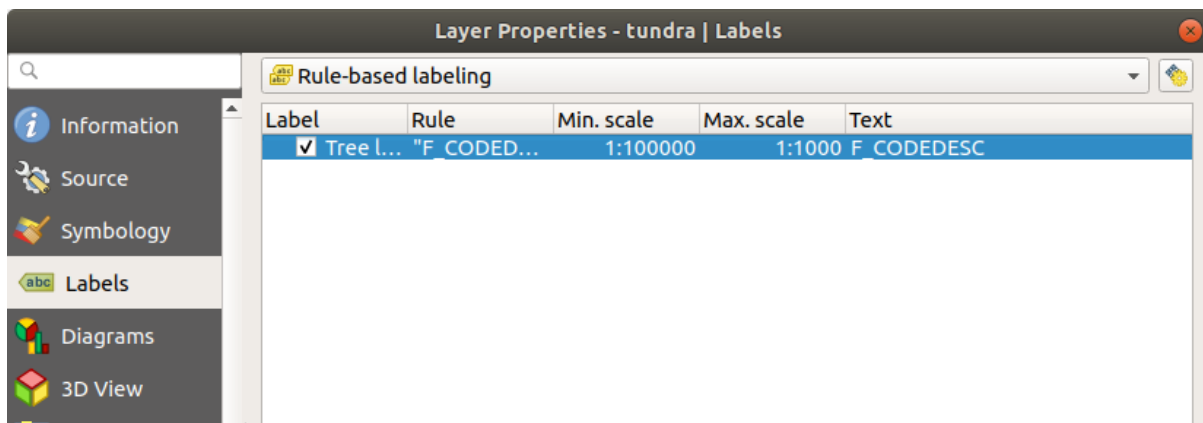 Layer Properties - tundra | Labels
Rule-based labeling
Information
Source
Symbology
abc Labels
Diagrams
3D View
Label Rule Min. scale Max. scale Text
Tree l... "F_CODED... 1:100000 1:1000 F_CODEDESC